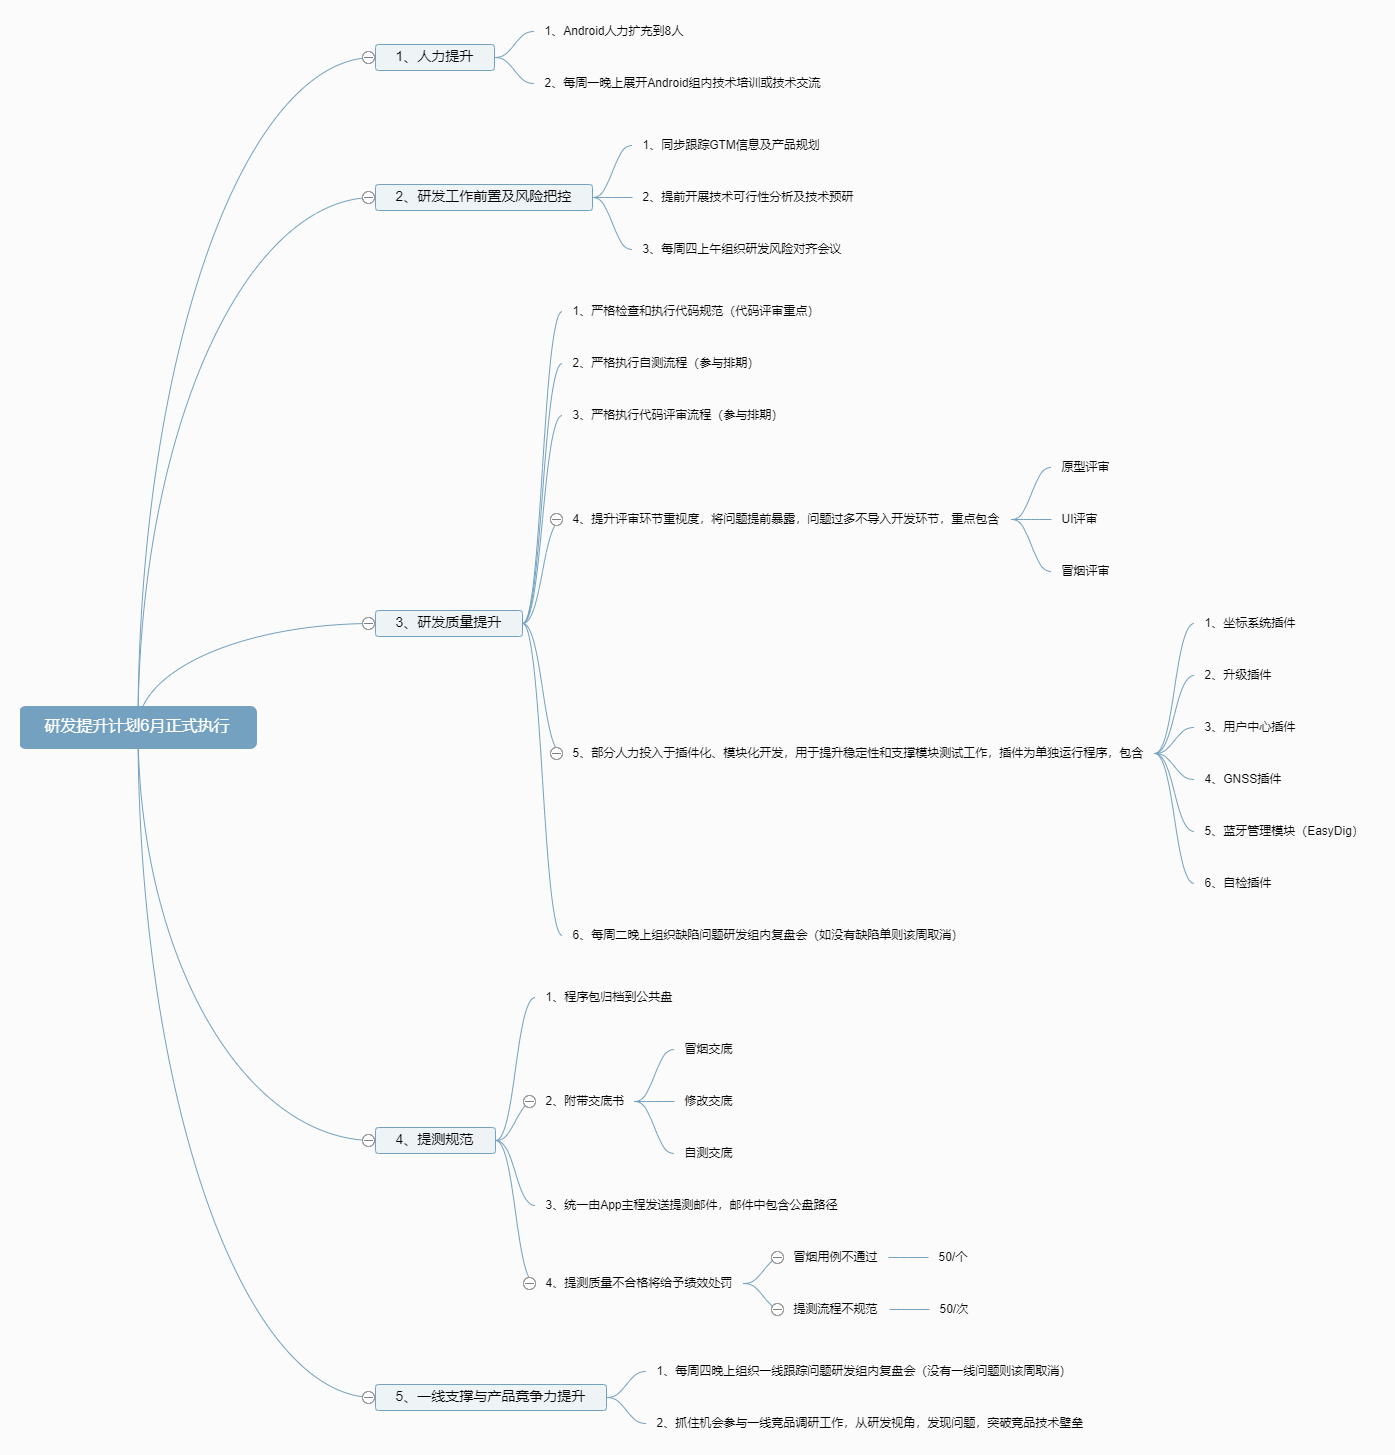 研发提升计划6月正式执行
1、人力提升
1、Android人力扩充到8人
2、每周一晚上展开Android组内技术培训或技术交流
2、研发工作前置及风险把控
1、同步跟踪GTM信息及产品规划
2、提前开展技术可行性分析及技术预研
3、每周四上午组织研发风险对齐会议
3、研发质量提升
1、严格检查和执行代码规范（代码评审重点）
2、严格执行自测流程（参与排期）
3、严格执行代码评审流程（参与排期）
4、提升评审环节重视度，将问题提前暴露，问题过多不导入开发环节，重点包含
原型评审
UI评审
冒烟评审
5、部分人力投入于插件化、模块化开发，用于提升稳定性和支撑模块测试工作，插件为单独运行程序，包含
1、坐标系统插件
2、升级插件
3、用户中心插件
4、GNSS插件
5、蓝牙管理模块（EasyDig）
6、自检插件
6、每周二晚上组织缺陷问题研发组内复盘会（如没有缺陷单则该周取消）
4、提测规范
1、程序包归档到公共盘
2、附带交底书
冒烟交底
修改交底
自测交底
3、统一由App主程发送提测邮件，邮件中包含公盘路径
4、提测质量不合格将给予绩效处罚
冒烟用例不通过
50/个
提测流程不规范
50/次
5、一线支撑与产品竞争力提升
1、每周四晚上组织一线跟踪问题研发组内复盘会（没有一线问题则该周取消）
2、抓住机会参与一线竞品调研工作，从研发视角，发现问题，突破竞品技术壁垒